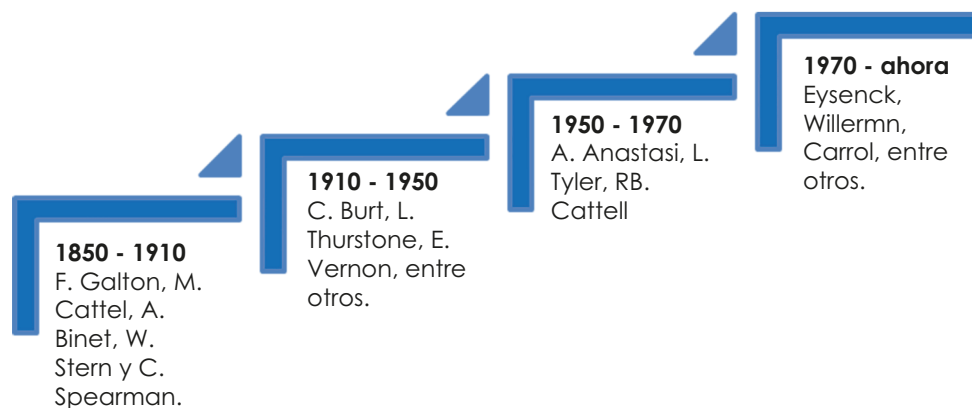 1850 - 1910
F. Galton, M.
Cattel, A.
Binet, W.
Stern y C.
Spearman.
1910 - 1950
C. Burt, L.
Thurstone, E.
Vernon, entre
otros.
1950 - 1970
A. Anastasi, L.
Tyler, RB.
Cattell
1970 - ahora
Eysenck,
Willermn,
Carrol, entre
otros.